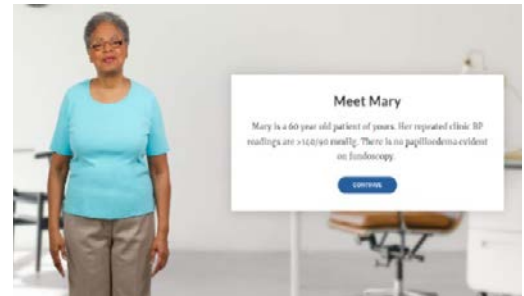 Meet Mary
Mary is a 60 year old patient of yours. Her repeated clinic BP
readings are >140/90 mmHg. There is no papilloedema evident
on fundoscopy.
CONTINUE